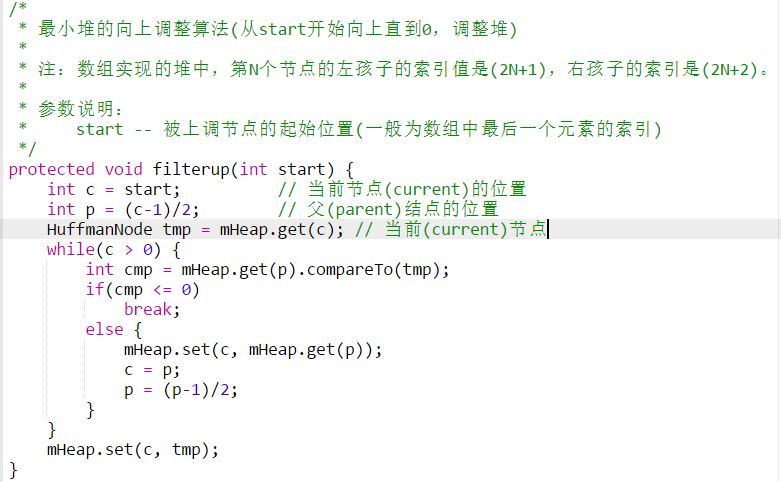 /*
 * 最小堆的向上调整算法(从start开始向上直到0，调整堆)
 *
 * 注：数组实现的堆中，第N个节点的左孩子的索引值是(2N+1)，右孩子的索引是(2N+2)。
 *
 * 参数说明：
 *     start -- 被上调节点的起始位置(一般为数组中最后一个元素的索引)
 */
protected void filterup(int start) {
    int c = start;          // 当前节点(current)的位置
    int p = (c-1)/2;        // 父(parent)结点的位置
    HuffmanNode tmp = mHeap.get(c); // 当前(current)节点
    while(c > 0) {
        int cmp = mHeap.get(p).compareTo(tmp);
        if(cmp <= 0)
            break;
        else {
            mHeap.set(c, mHeap.get(p));
            c = p;
            p = (p-1)/2;
        }
    }
    mHeap.set(c, tmp);
}